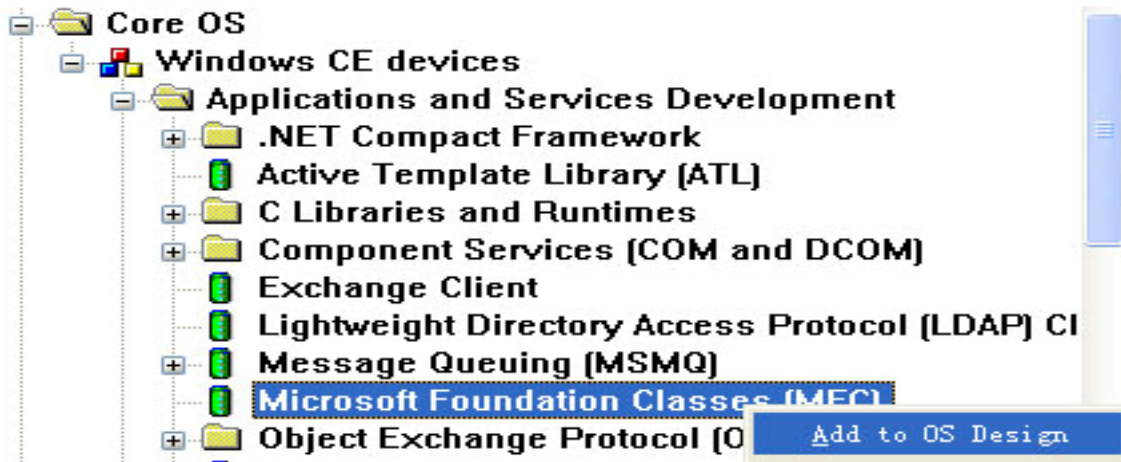 Core OS
Windows CE devices
Applications and Services Development
.NET Compact Framework
Active Template Library (ATL)
C Libraries and Runtimes
Component Services (COM and DCOM)
Exchange Client
Lightweight Directory Access Protocol (LDAP) Cl
Message Queuing (MSMQ)
Microsoft Foundation Classes (MFC)
Object Exchange Protocol (O
Add to OS Design